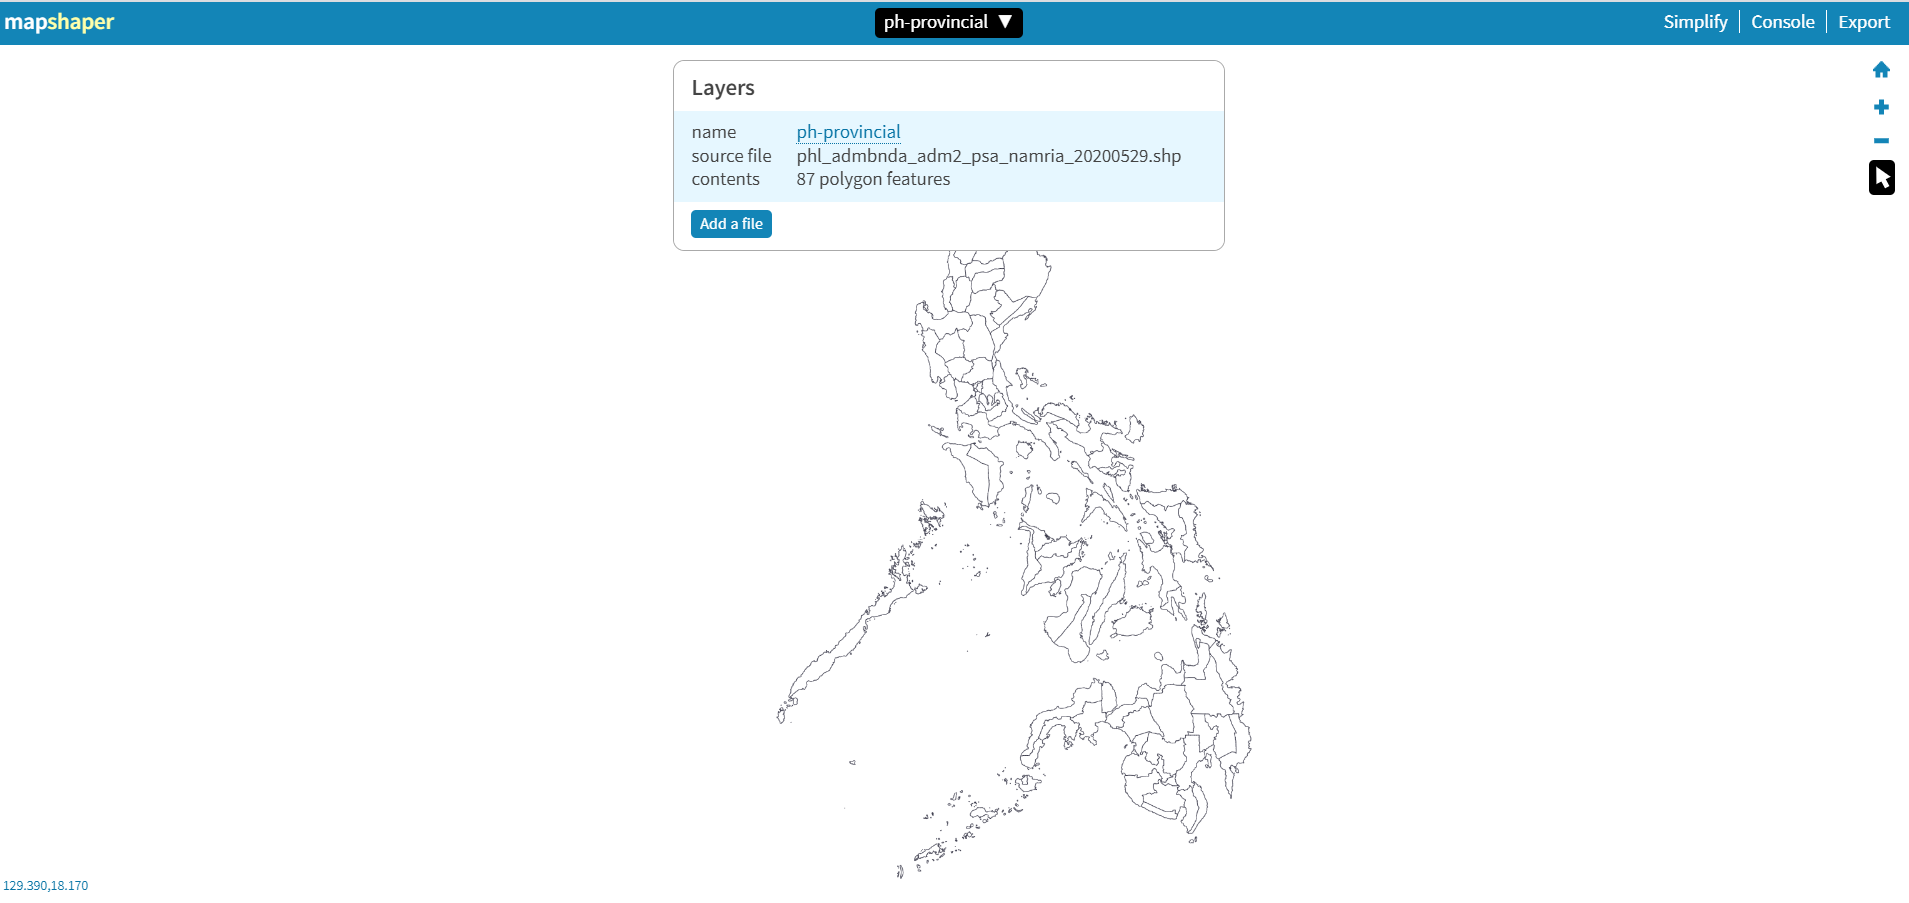 mapshaper
ph-provincial ▼
Simplify
Console
Export
Layers
name ph-provincial
source file phl_admbnda_adm2_psa_namria_20200529.shp
contents 87 polygon features
Add a file
129.390,18.170